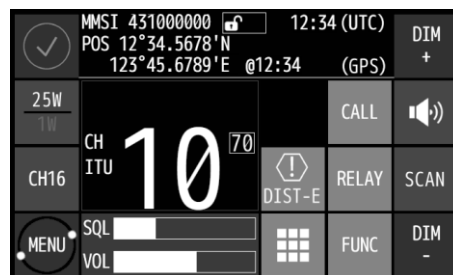 MMSI 431000000 12:34 (UTC)
POS 12°34.5678'N
123°45.6789'E @12:34 (GPS)
DIM
+
25W
1W
CALL
CH
ITU
10
70
CH16
DIST-E
RELAY
SCAN
MENU
SQL
VOL
FUNC
DIM
-